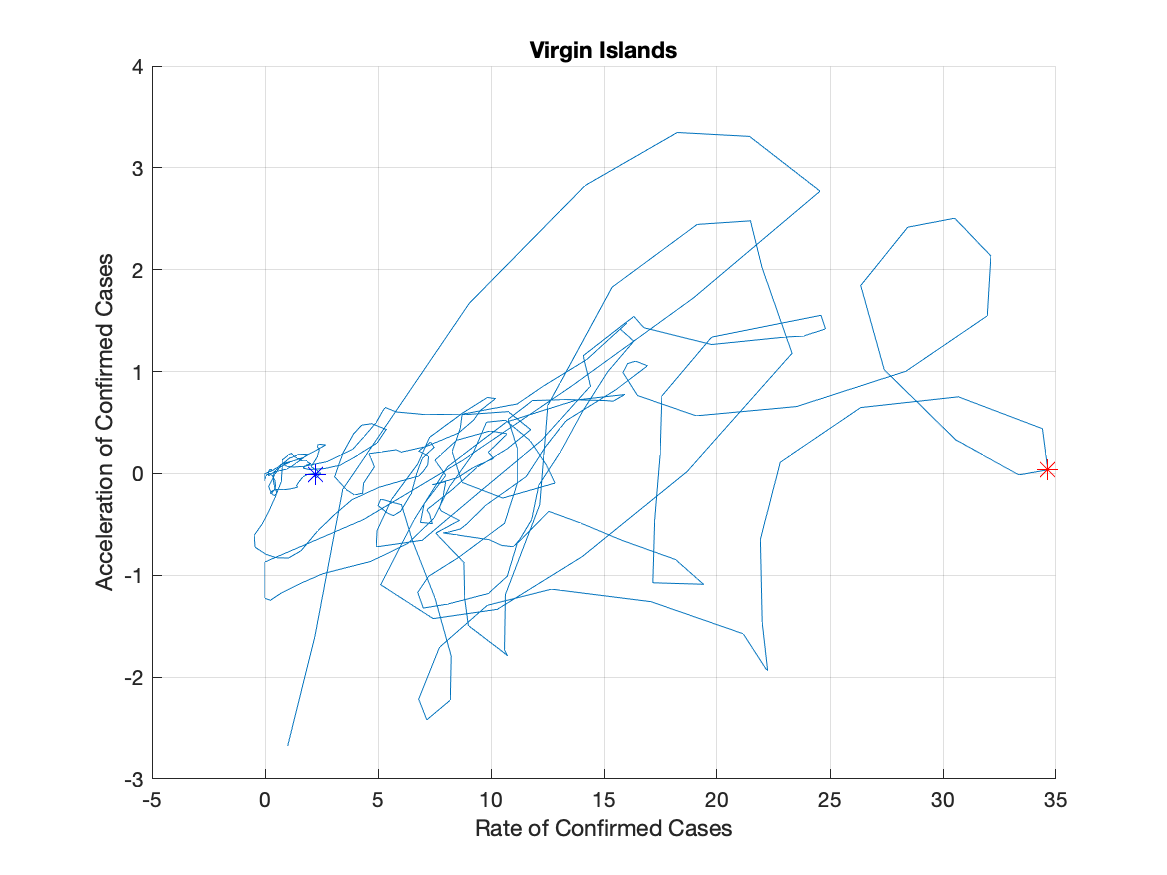 Virgin Islands
4
3
2
1
0
-1
-2
-3
Acceleration of Confirmed Cases
-5 0 5 10 15 20 25 30 35
Rate of Confirmed Cases